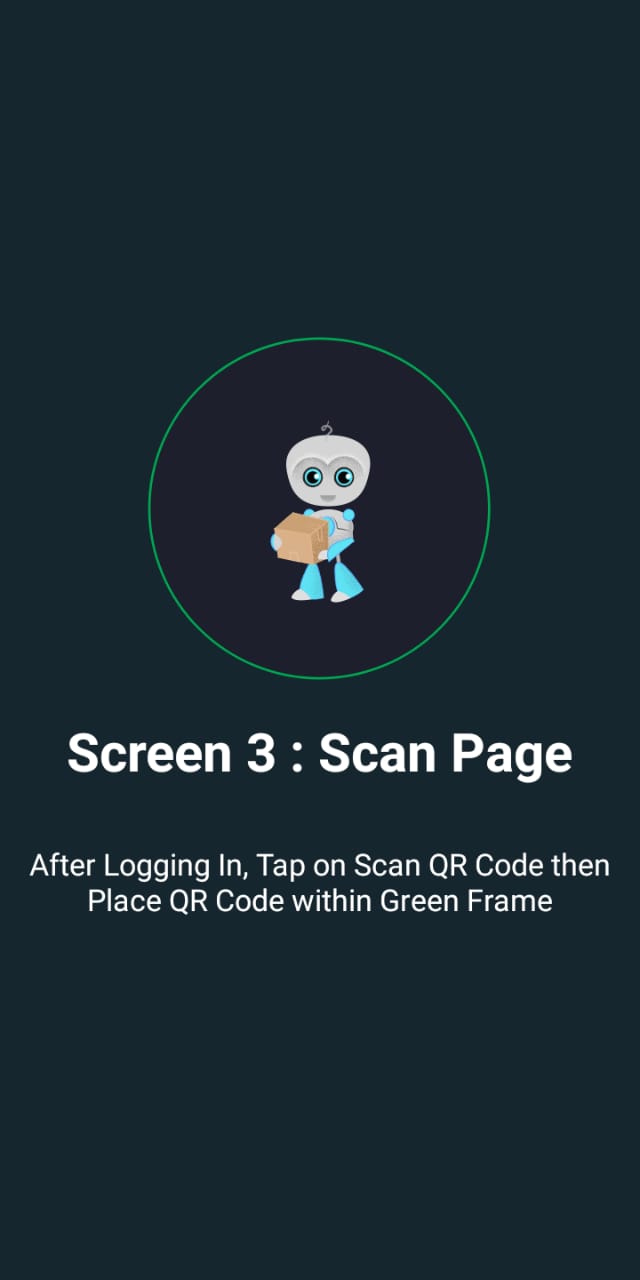 Screen 3 : Scan Page
After Logging In, Tap on Scan QR Code then
Place QR Code within Green Frame